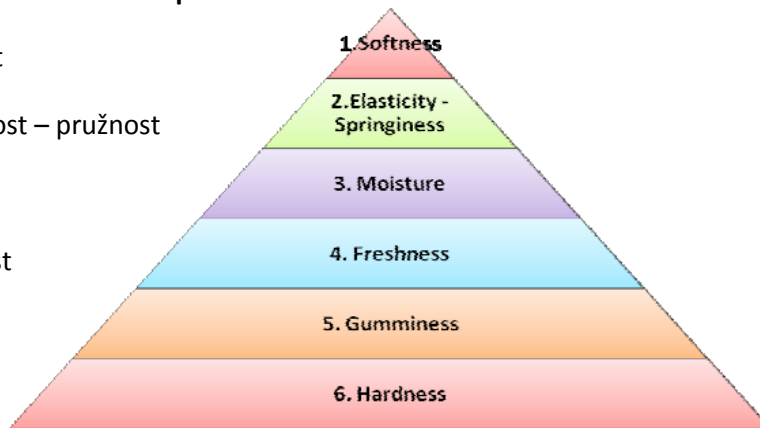 1.Softness
t
2.Elasticity -
Springiness
ost – pružnost
3. Moisture
4. Freshness
st
5. Gumminess
6. Hardness